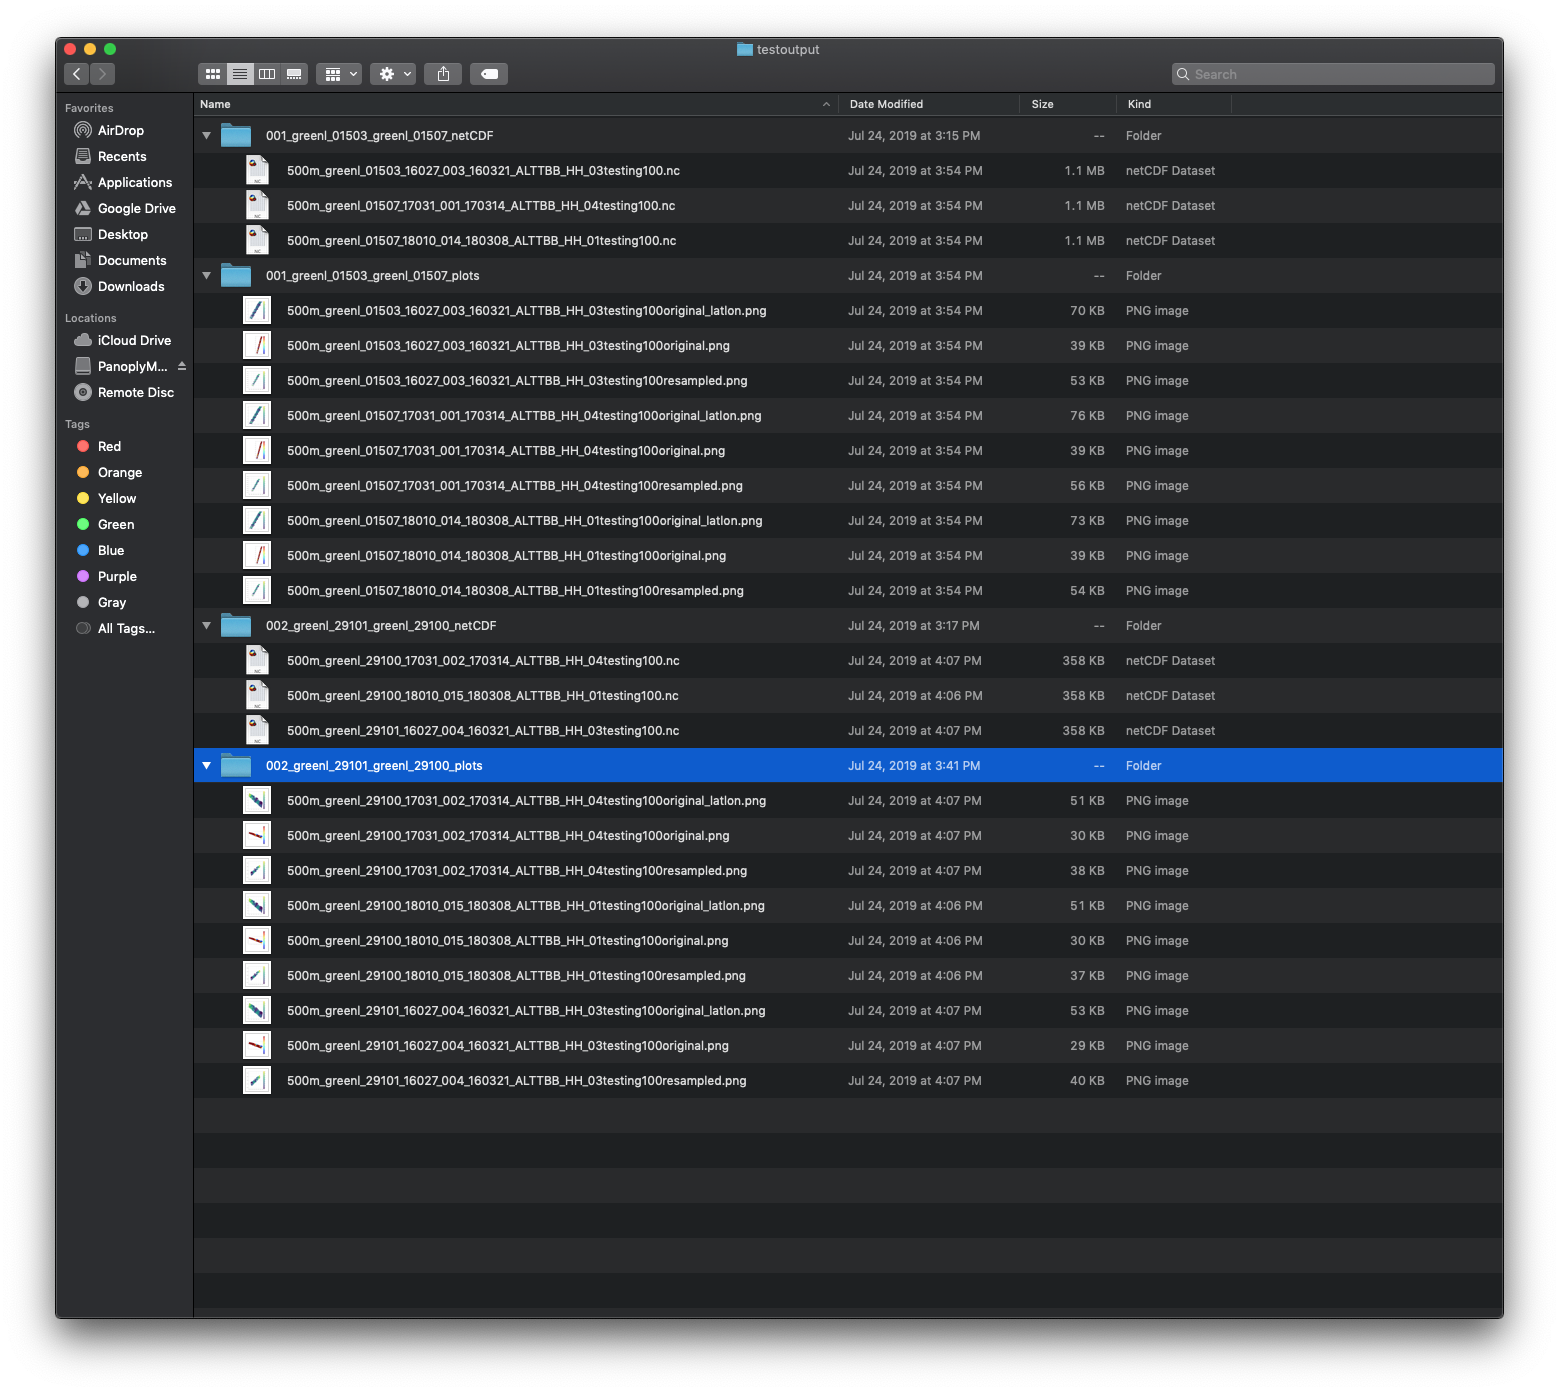 testoutput
Search
Favorites
AirDrop
Recents
Applications
Google Drive
Desktop
Documents
Downloads
Locations
iCloud Drive
PanoplyM...
Remote Disc
Tags
Red
Orange
Yellow
Green
Blue
Purple
Gray
All Tags...
Name Date Modified Size Kind
001_greenl_01503_greenl_01507_netCDF Jul 24, 2019 at 3:15 PM -- Folder
500m_greenl_01503_16027_003_160321_ALTTBB_HH_03testing100.nc Jul 24, 2019 at 3:54 PM 1.1 MB netCDF Dataset
500m_greenl_01507_17031_001_170314_ALTTBB_HH_04testing100.nc Jul 24, 2019 at 3:54 PM 1.1 MB netCDF Dataset
500m_greenl_01507_18010_014_180308_ALTTBB_HH_01testing100.nc Jul 24, 2019 at 3:54 PM 1.1 MB netCDF Dataset
001_greenl_01503_greenl_01507_plots Jul 24, 2019 at 3:54 PM -- Folder
500m_greenl_01503_16027_003_160321_ALTTBB_HH_03testing100original_latlon.png Jul 24, 2019 at 3:54 PM 70 KB PNG image
500m_greenl_01503_16027_003_160321_ALTTBB_HH_03testing100original.png Jul 24, 2019 at 3:54 PM 39 KB PNG image
500m_greenl_01503_16027_003_160321_ALTTBB_HH_03testing100resampled.png Jul 24, 2019 at 3:54 PM 53 KB PNG image
500m_greenl_01507_17031_001_170314_ALTTBB_HH_04testing100original_latlon.png Jul 24, 2019 at 3:54 PM 76 KB PNG image
500m_greenl_01507_17031_001_170314_ALTTBB_HH_04testing100original.png Jul 24, 2019 at 3:54 PM 39 KB PNG image
500m_greenl_01507_17031_001_170314_ALTTBB_HH_04testing100resampled.png Jul 24, 2019 at 3:54 PM 56 KB PNG image
500m_greenl_01507_18010_014_180308_ALTTBB_HH_01testing100original_latlon.png Jul 24, 2019 at 3:54 PM 73 KB PNG image
500m_greenl_01507_18010_014_180308_ALTTBB_HH_01testing100original.png Jul 24, 2019 at 3:54 PM 39 KB PNG image
500m_greenl_01507_18010_014_180308_ALTTBB_HH_01testing100resampled.png Jul 24, 2019 at 3:54 PM 54 KB PNG image
002_greenl_29101_greenl_29100_netCDF Jul 24, 2019 at 3:17 PM -- Folder
500m_greenl_29100_17031_002_170314_ALTTBB_HH_04testing100.nc Jul 24, 2019 at 4:07 PM 358 KB netCDF Dataset
500m_greenl_29100_18010_015_180308_ALTTBB_HH_01testing100.nc Jul 24, 2019 at 4:06 PM 358 KB netCDF Dataset
500m_greenl_29101_16027_004_160321_ALTTBB_HH_03testing100.nc Jul 24, 2019 at 4:07 PM 358 KB netCDF Dataset
002_greenl_29101_greenl_29100_plots Jul 24, 2019 at 3:41 PM -- Folder
500m_greenl_29100_17031_002_170314_ALTTBB_HH_04testing100original_latlon.png Jul 24, 2019 at 4:07 PM 51 KB PNG image
500m_greenl_29100_17031_002_170314_ALTTBB_HH_04testing100original.png Jul 24, 2019 at 4:07 PM 30 KB PNG image
500m_greenl_29100_17031_002_170314_ALTTBB_HH_04testing100resampled.png Jul 24, 2019 at 4:07 PM 38 KB PNG image
500m_greenl_29100_18010_015_180308_ALTTBB_HH_01testing100original_latlon.png Jul 24, 2019 at 4:06 PM 51 KB PNG image
500m_greenl_29100_18010_015_180308_ALTTBB_HH_01testing100original.png Jul 24, 2019 at 4:06 PM 30 KB PNG image
500m_greenl_29100_18010_015_180308_ALTTBB_HH_01testing100resampled.png Jul 24, 2019 at 4:06 PM 37 KB PNG image
500m_greenl_29101_16027_004_160321_ALTTBB_HH_03testing100original_latlon.png Jul 24, 2019 at 4:07 PM 53 KB PNG image
500m_greenl_29101_16027_004_160321_ALTTBB_HH_03testing100original.png Jul 24, 2019 at 4:07 PM 29 KB PNG image
500m_greenl_29101_16027_004_160321_ALTTBB_HH_03testing100resampled.png Jul 24, 2019 at 4:07 PM 40 KB PNG image